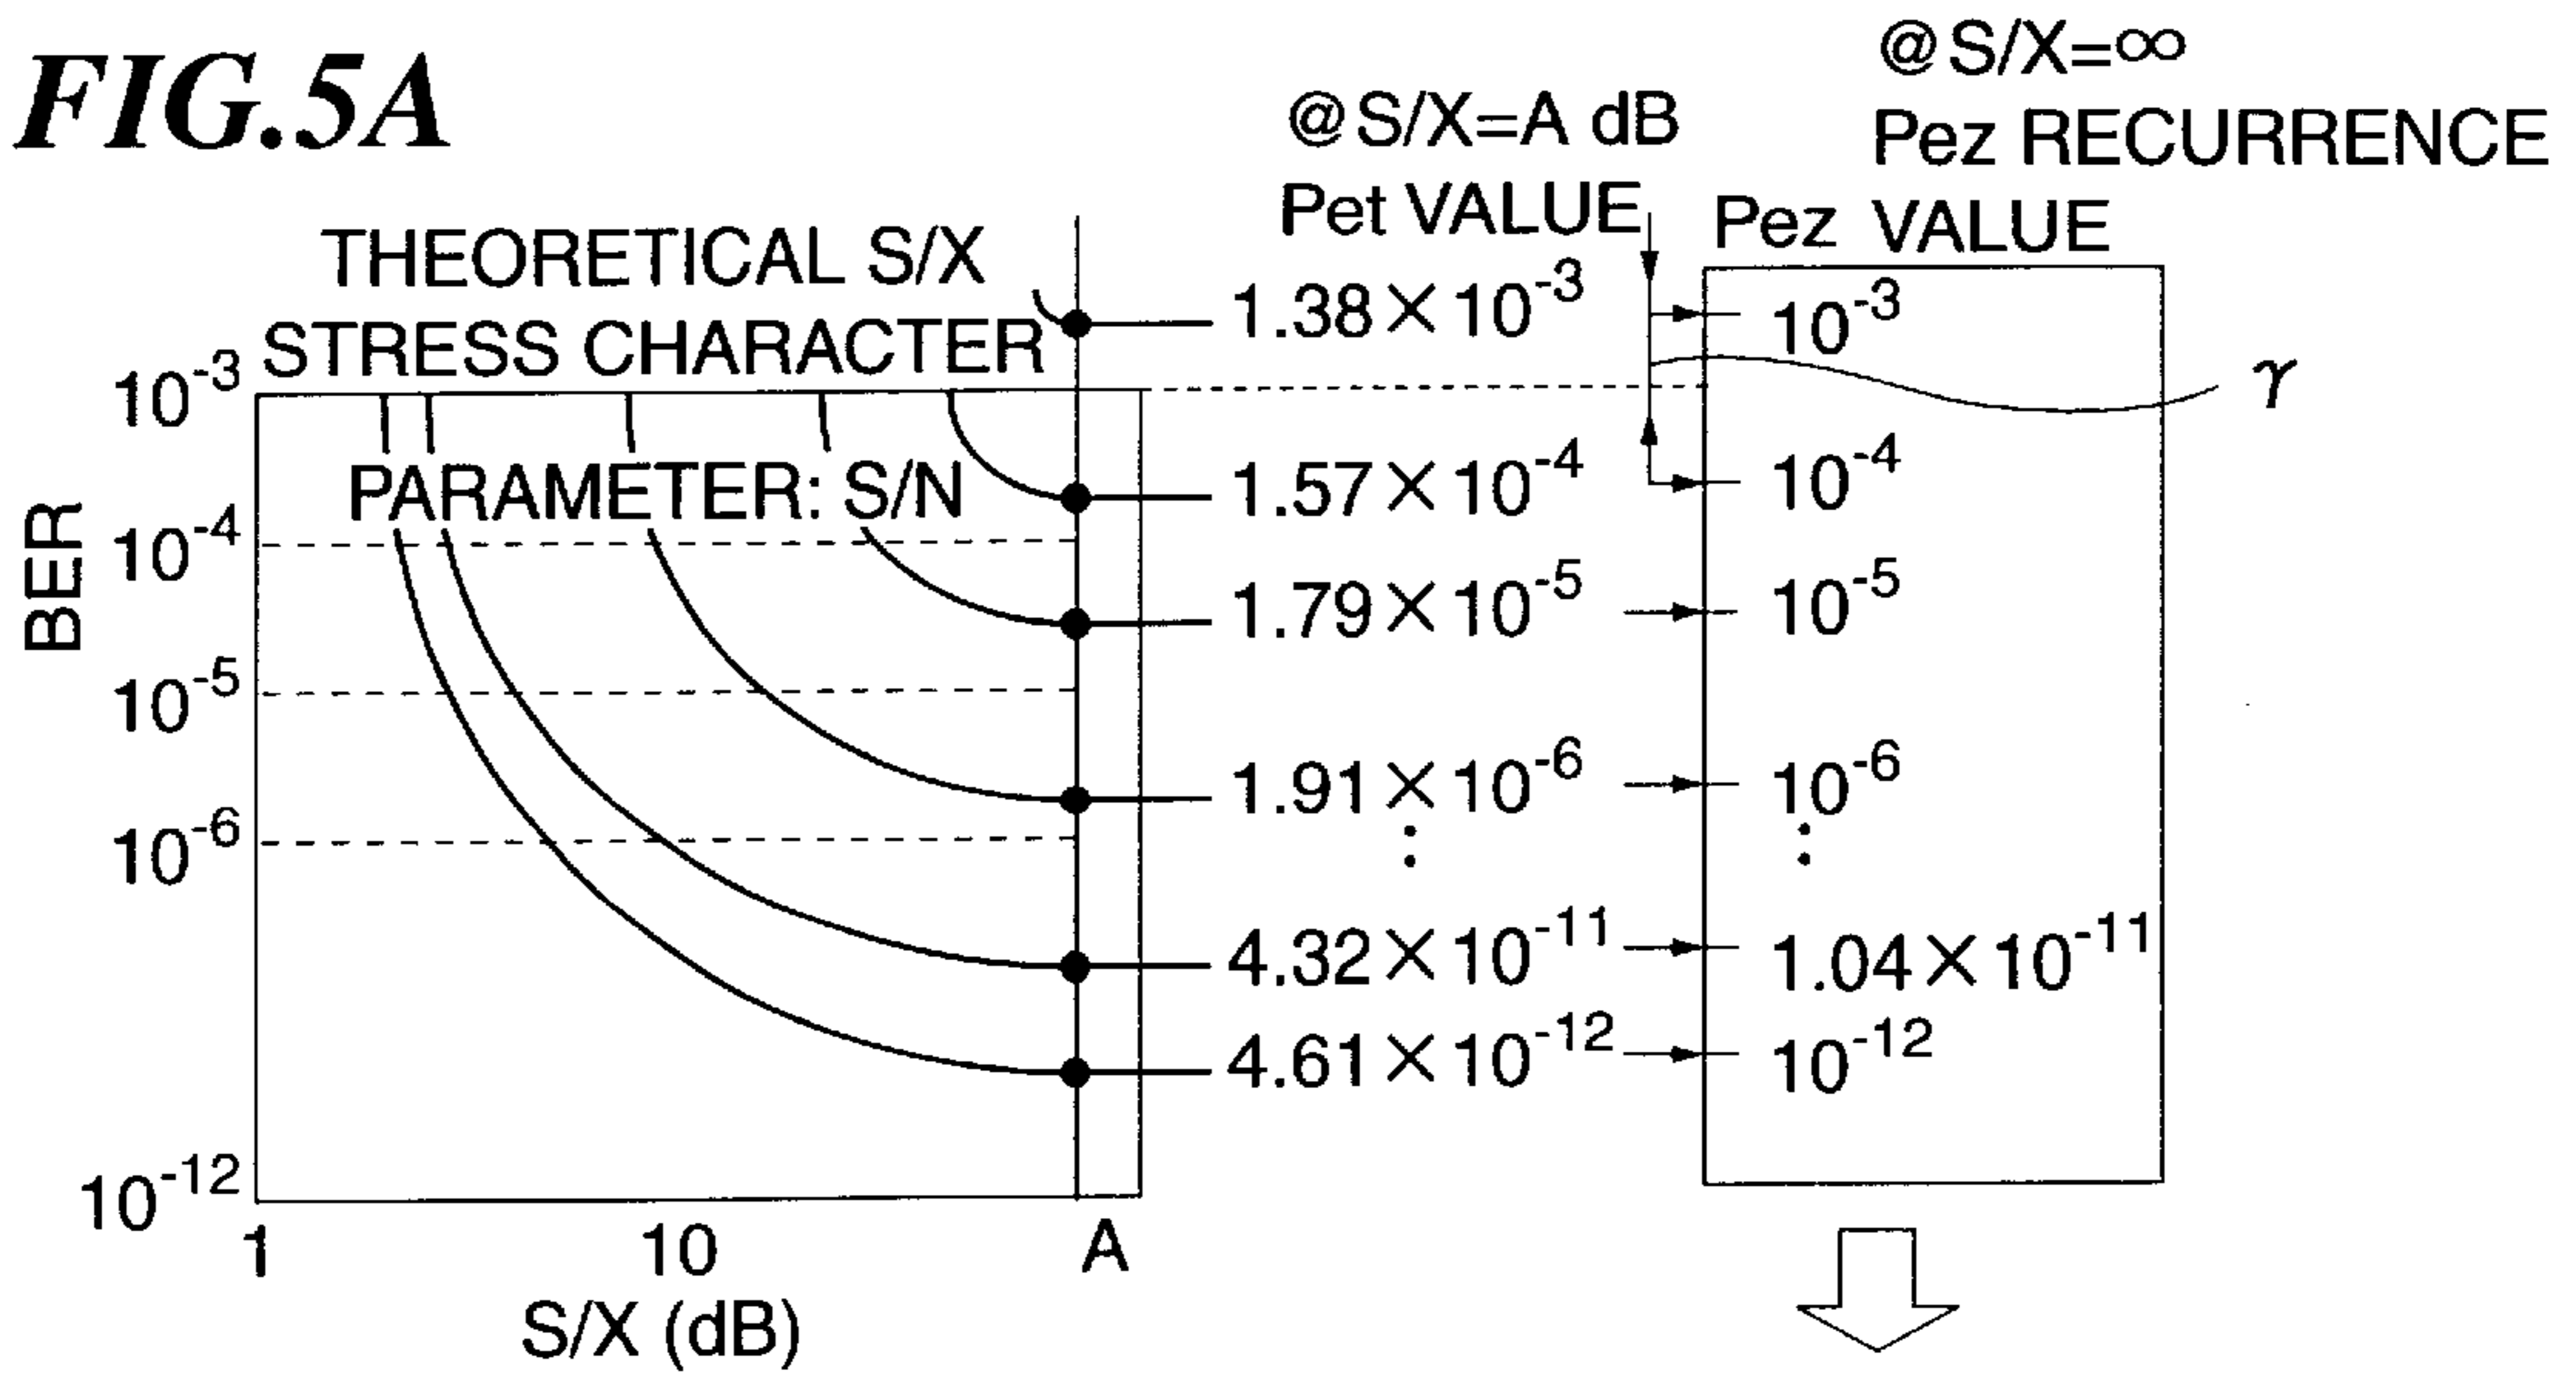 FIG.5A
@S/X=∞
@S/X=A dB
Pez RECURRENCE
Pet VALUE
Pez VALUE
THEORETICAL S/X
STRESS CHARACTER
PARAMETER: S/N
BER
10⁻³
10⁻⁴
10⁻⁵
10⁻⁶
10⁻¹²
1
10
A
S/X (dB)
1.38×10⁻³
10⁻³
γ
1.57×10⁻⁴
10⁻⁴
1.79×10⁻⁵
10⁻⁵
1.91×10⁻⁶
10⁻⁶
:
:
4.32×10⁻¹¹
1.04×10⁻¹¹
4.61×10⁻¹²
10⁻¹²